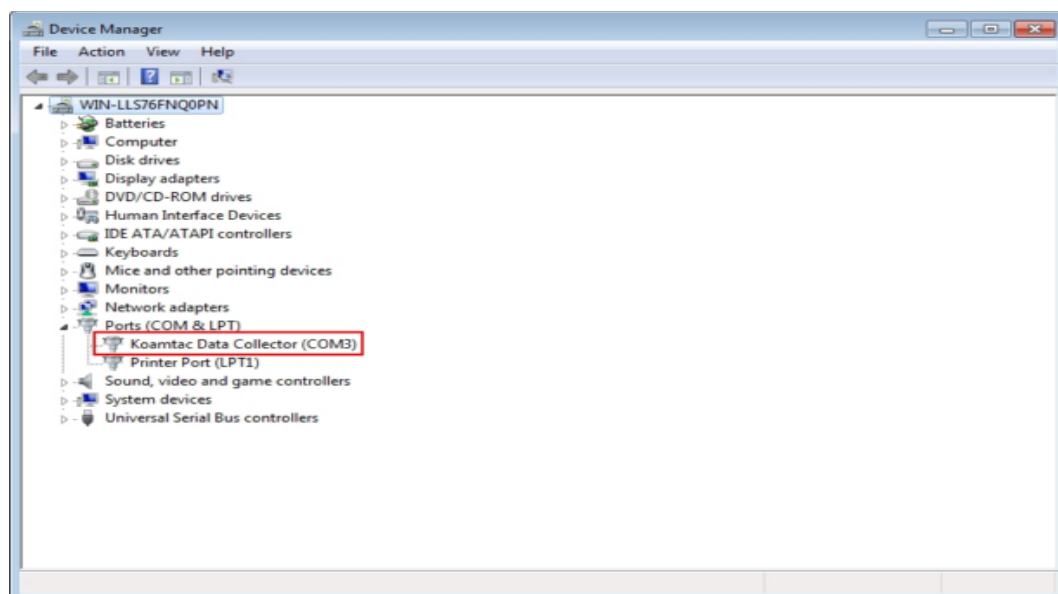 Device Manager
File Action View Help
WIN-LLS76FNQ0PN
Batteries
Computer
Disk drives
Display adapters
DVD/CD-ROM drives
Human Interface Devices
IDE ATA/ATAPI controllers
Keyboards
Mice and other pointing devices
Monitors
Network adapters
Ports (COM & LPT)
Koamtac Data Collector (COM3)
Printer Port (LPT1)
Sound, video and game controllers
System devices
Universal Serial Bus controllers